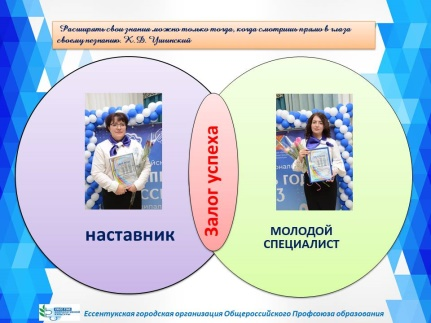 Расширять свои знания можно только тогда, когда смотришь прямо в глаза
своему незнанию. К. Д. Ушинский
наставник
Залог успеха
МОЛОДОЙ
СПЕЦИАЛИСТ
Ессентукская городская организация Общероссийского Профсоюза образования